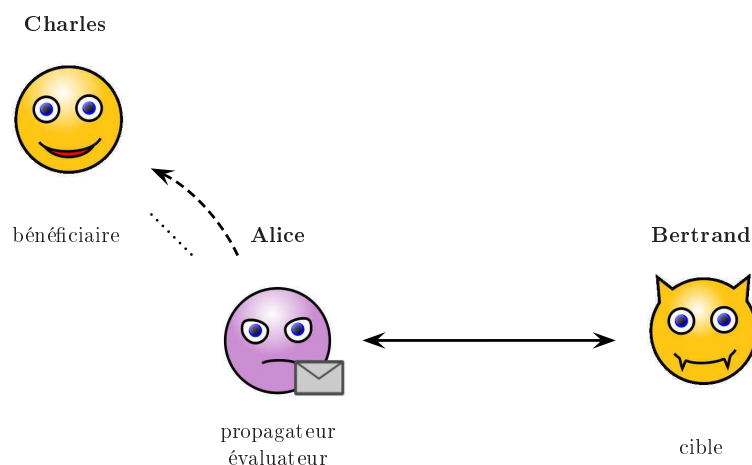 Charles
bénéficiaire
Alice
Bertrand
propagateur
évaluateur
cible